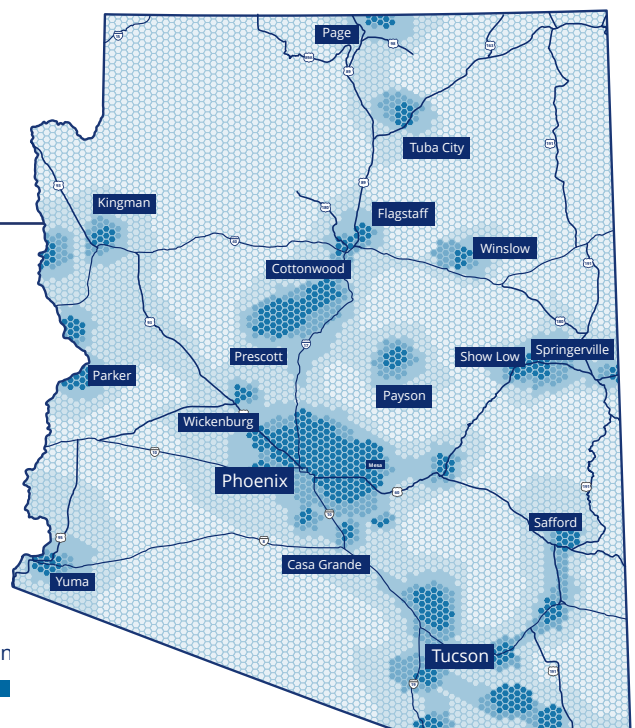 Page
Tuba City
Kingman
Flagstaff
Winslow
Cottonwood
Prescott
Show Low
Springerville
Parker
Payson
Wickenburg
Mesa
Phoenix
Safford
Casa Grande
Yuma
Tucson